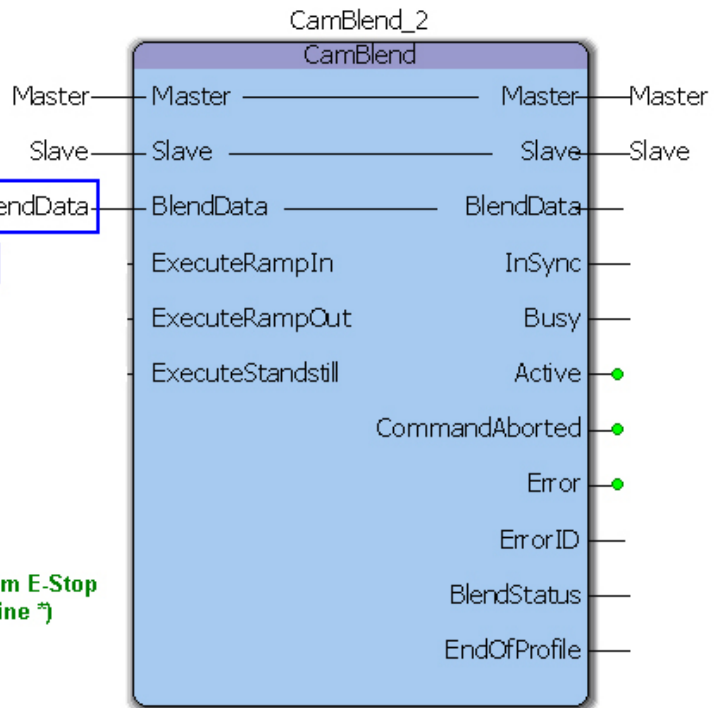 CamBlend_2
CamBlend
Master Master Master Master
Slave Slave Slave Slave
endData BlendData BlendData
ExecuteRampIn InSync
ExecuteRampOut Busy
ExecuteStandstill Active
CommandAborted
Error
ErrorID
m E-Stop BlendStatus
ine *)
EndOfProfile